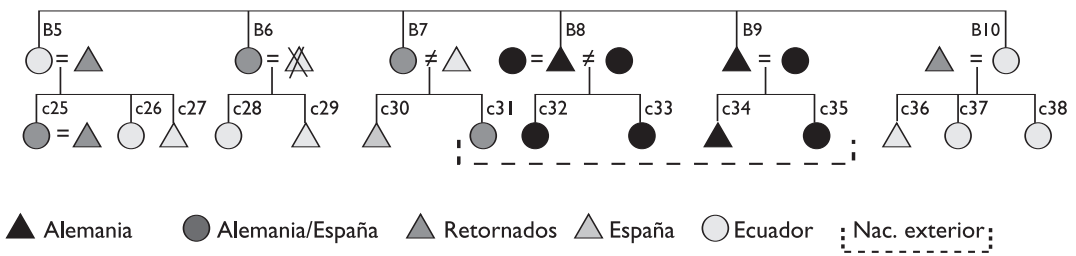 B5 B6 B7 B8 B9 B10
= = ≠ = ≠ = =
c25 c26 c27 c28 c29 c30 c31 c32 c33 c34 c35 c36 c37 c38
=
Alemania Alemania/España Retornados España Ecuador Nac. exterior